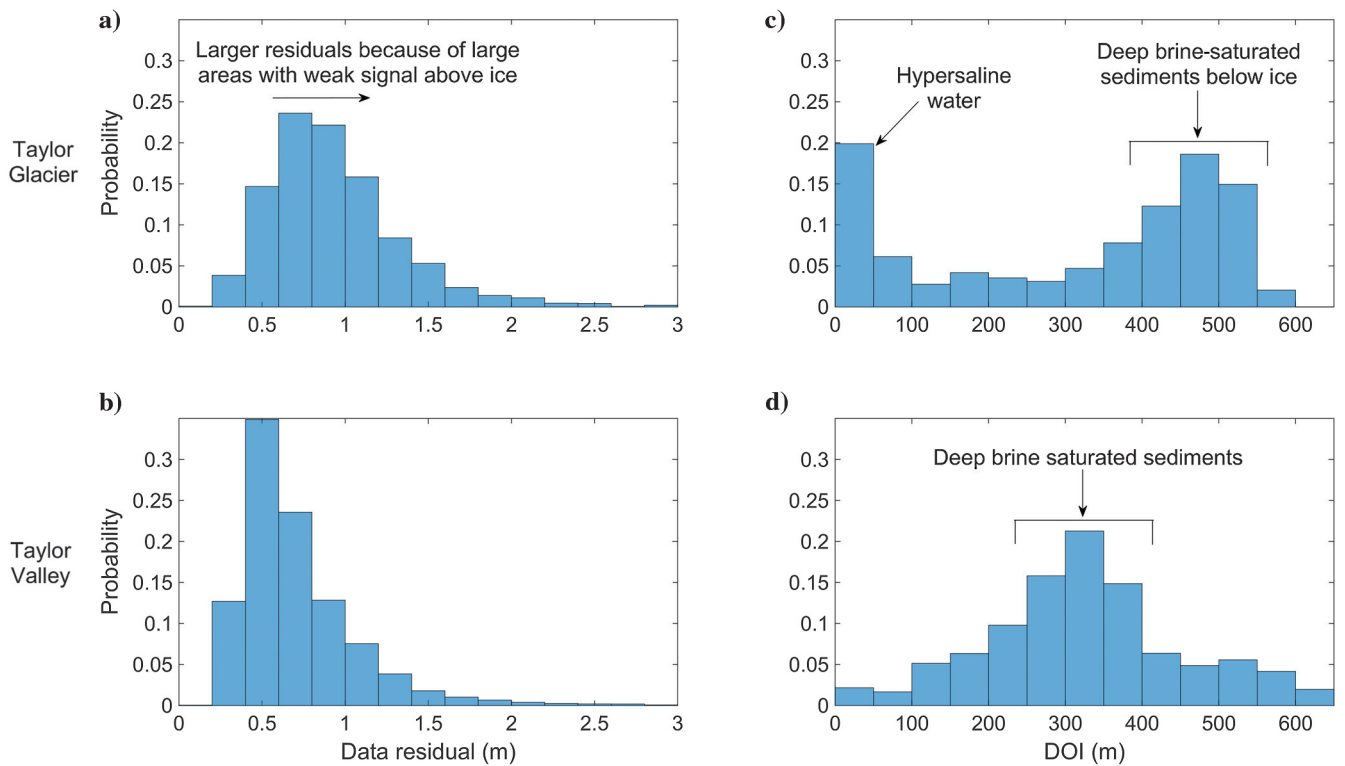 a)
Larger residuals because of large
areas with weak signal above ice
Taylor
Glacier
Probability
0.3
0.25
0.2
0.15
0.1
0.05
0
0 0.5 1 1.5 2 2.5 3
c)
Hypersaline
water
Deep brine-saturated
sediments below ice
0.3
0.25
0.2
0.15
0.1
0.05
0
0 100 200 300 400 500 600
b)
Taylor
Valley
Probability
0.3
0.25
0.2
0.15
0.1
0.05
0
0 0.5 1 1.5 2 2.5 3
Data residual (m)
d)
Deep brine saturated sediments
0.3
0.25
0.2
0.15
0.1
0.05
0
0 100 200 300 400 500 600
DOI (m)